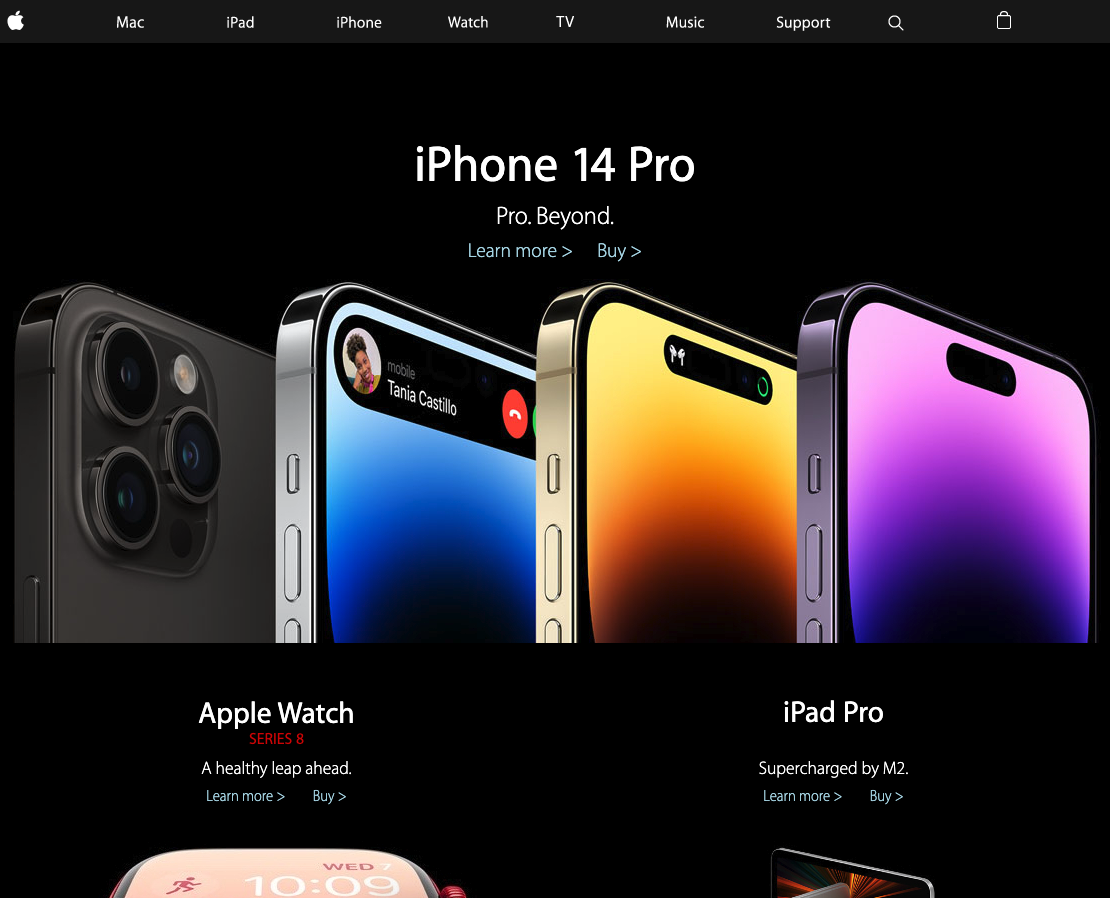 Mac iPad iPhone Watch TV Music Support
iPhone 14 Pro
Pro. Beyond.
Learn more > Buy >
mobile
Tania Castillo
Apple Watch
SERIES 8
A healthy leap ahead.
Learn more > Buy >
iPad Pro
Supercharged by M2.
Learn more > Buy >
WED 7
10:09